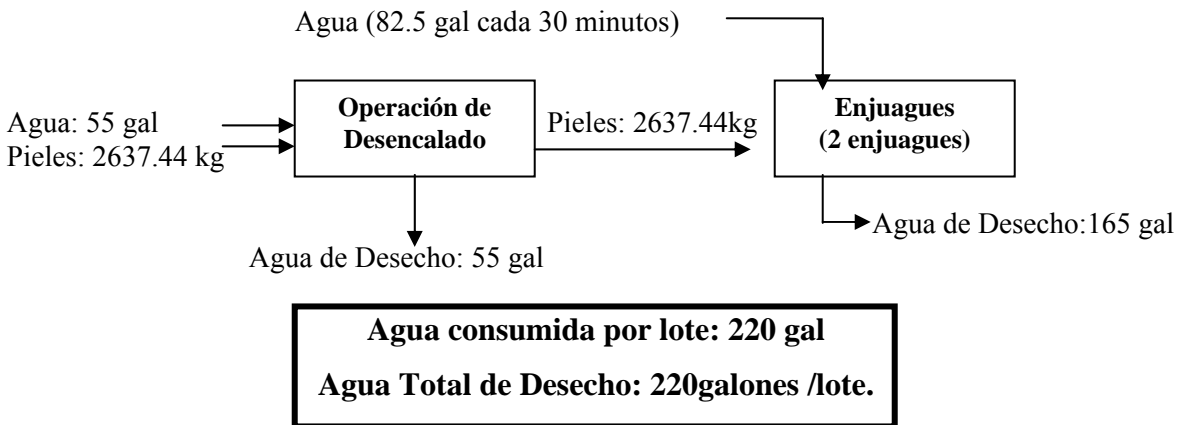 Agua (82.5 gal cada 30 minutos)
Agua: 55 gal
Pieles: 2637.44 kg
Operación de
Desencalado
Pieles: 2637.44kg
Enjuagues
(2 enjuagues)
Agua de Desecho: 55 gal
Agua de Desecho:165 gal
Agua consumida por lote: 220 gal
Agua Total de Desecho: 220galones /lote.